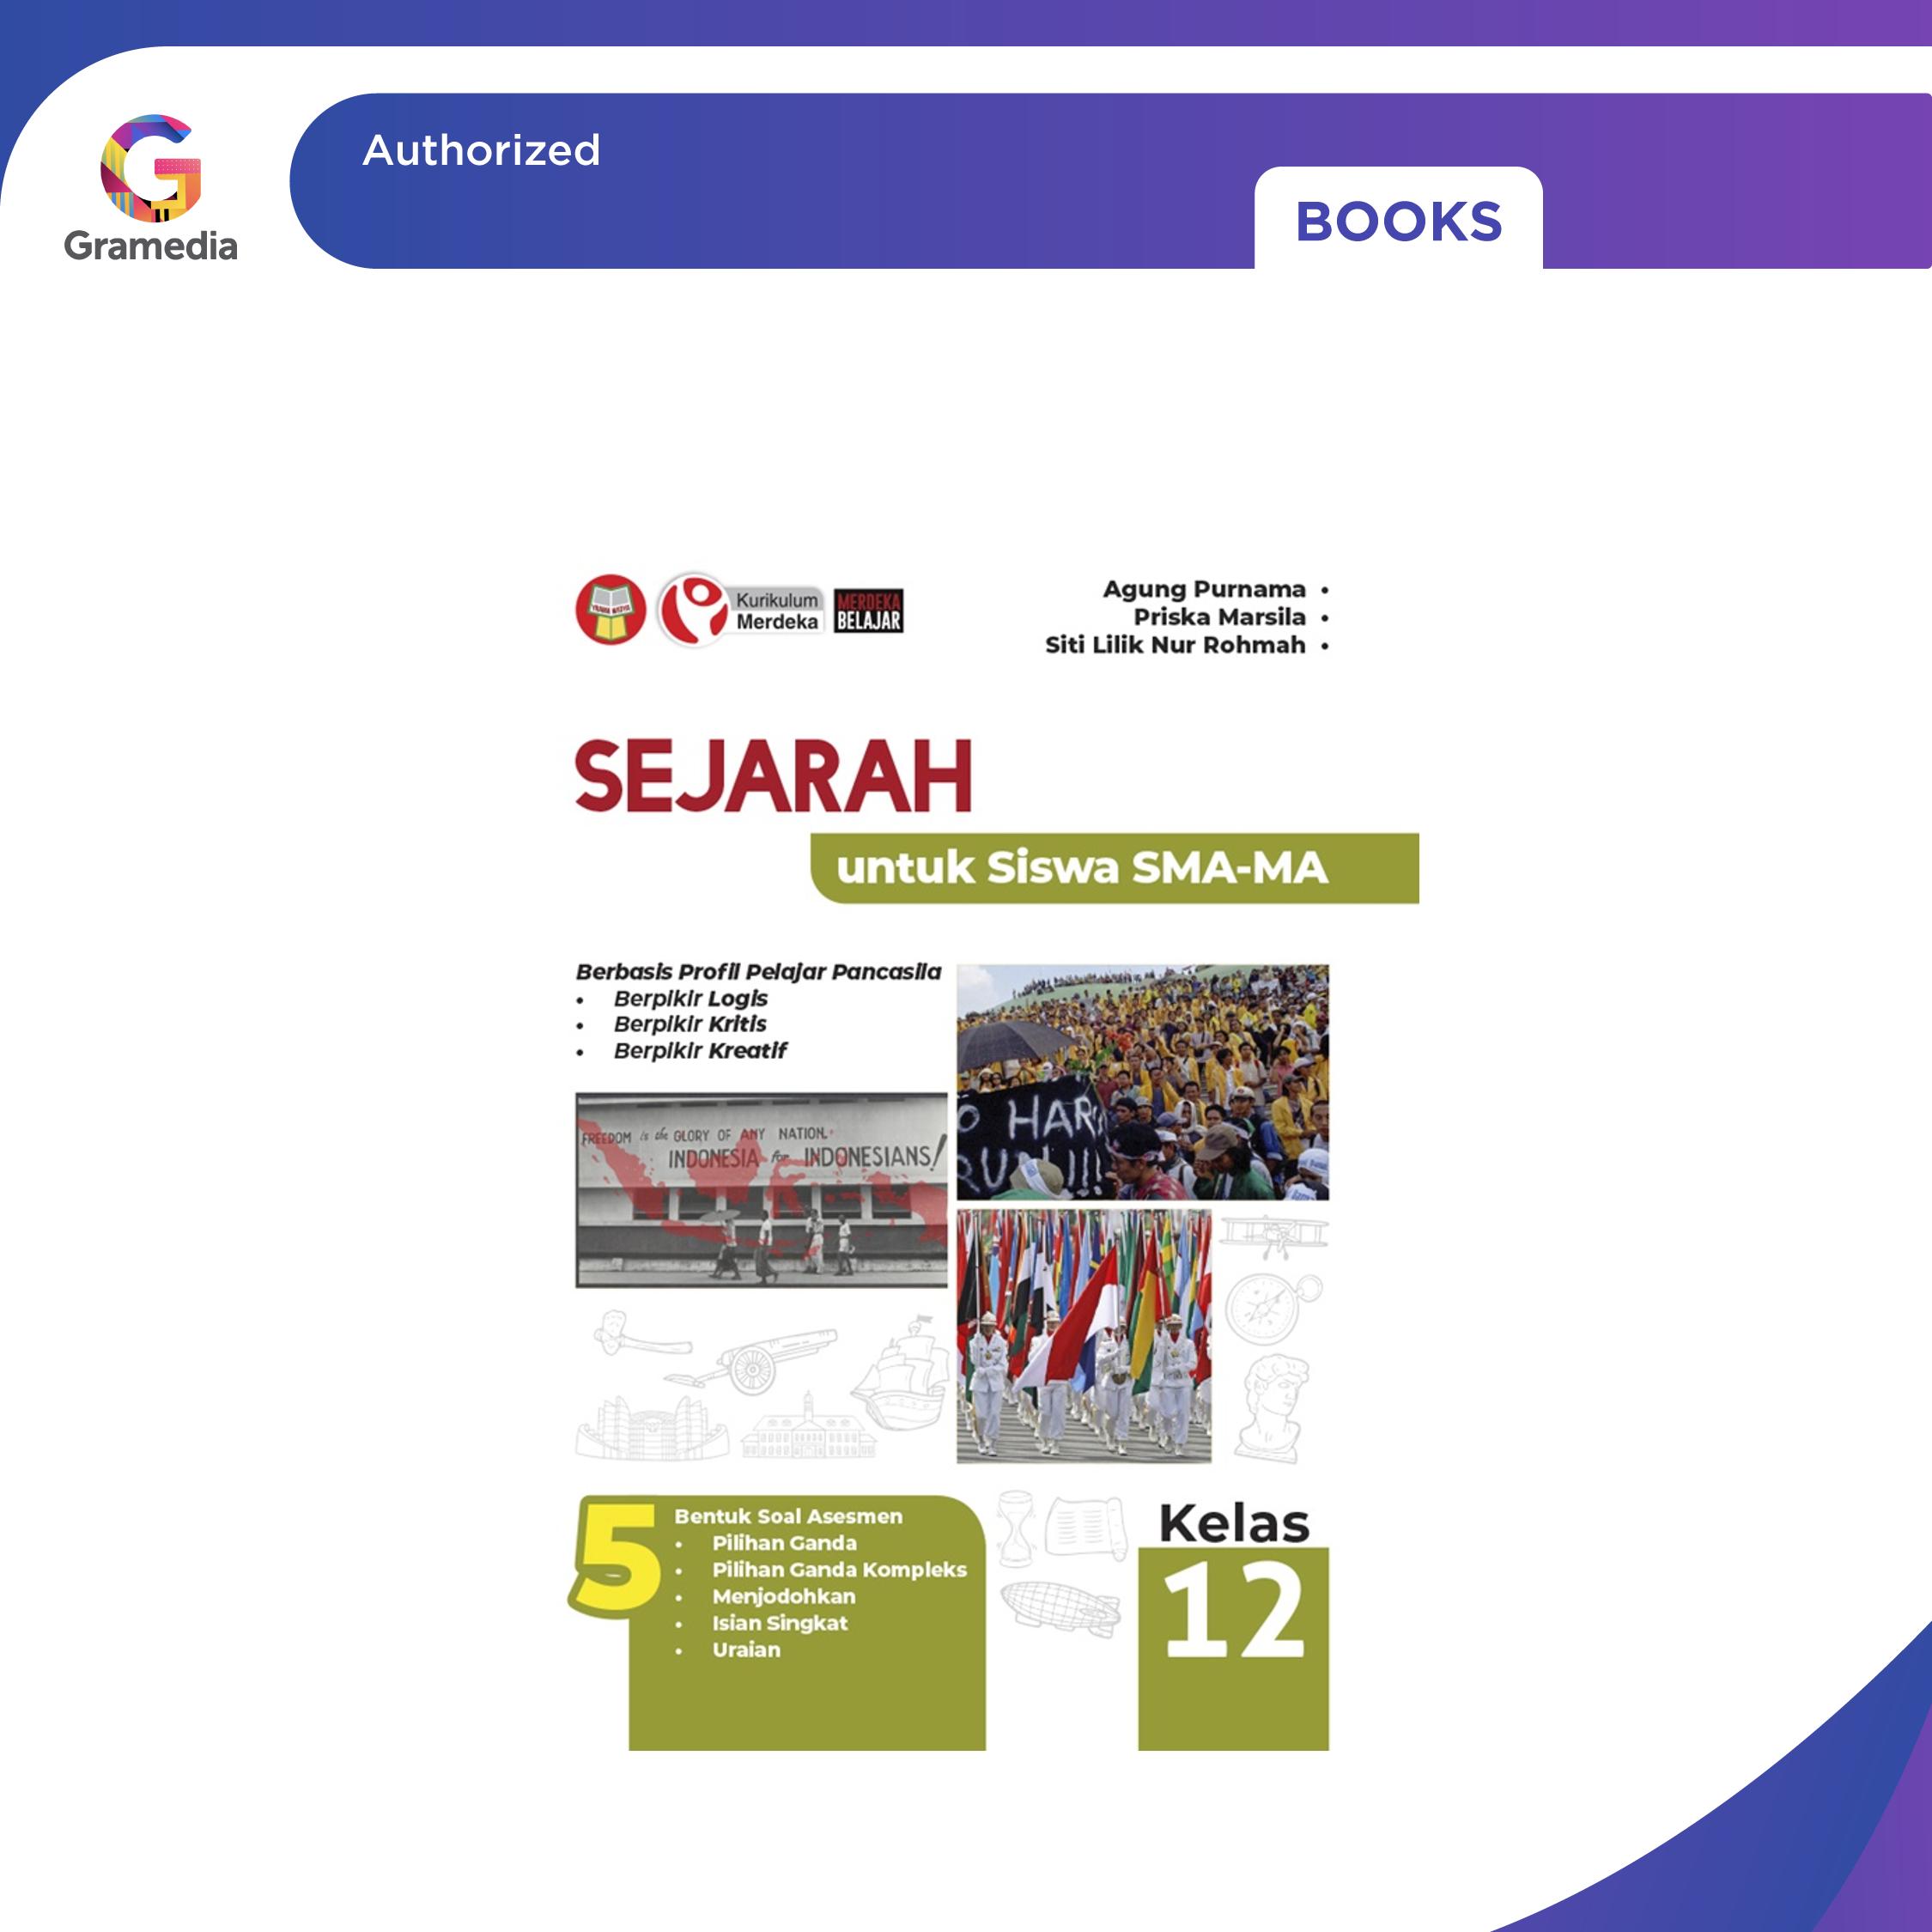 Gramedia
Authorized
BOOKS
Kurikulum
Merdeka
MERDEKA
BELAJAR
Agung Purnama •
Priska Marsila •
Siti Lilik Nur Rohmah •
SEJARAH
untuk Siswa SMA-MA
Berbasis Profil Pelajar Pancasila
• Berpikir Logis
• Berpikir Kritis
• Berpikir Kreatif
FREEDOM is the GLORY OF ANY NATION.
INDONESIA for INDONESIANS!
O HAR
RUN!!!
5
Bentuk Soal Asesmen
• Pilihan Ganda
• Pilihan Ganda Kompleks
• Menjodohkan
• Isian Singkat
• Uraian
Kelas
12